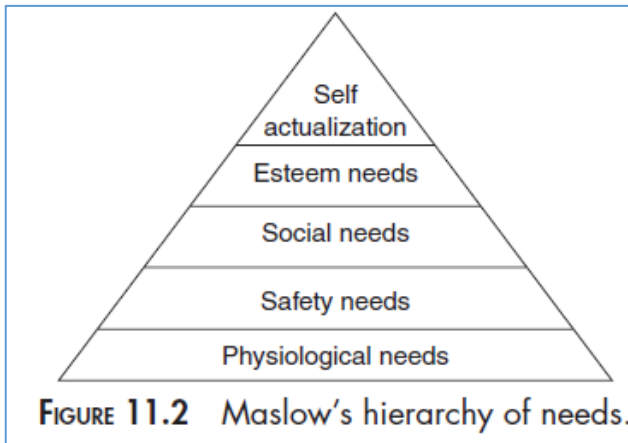 Self
actualization
Esteem needs
Social needs
Safety needs
Physiological needs
FIGURE 11.2 Maslow's hierarchy of needs.